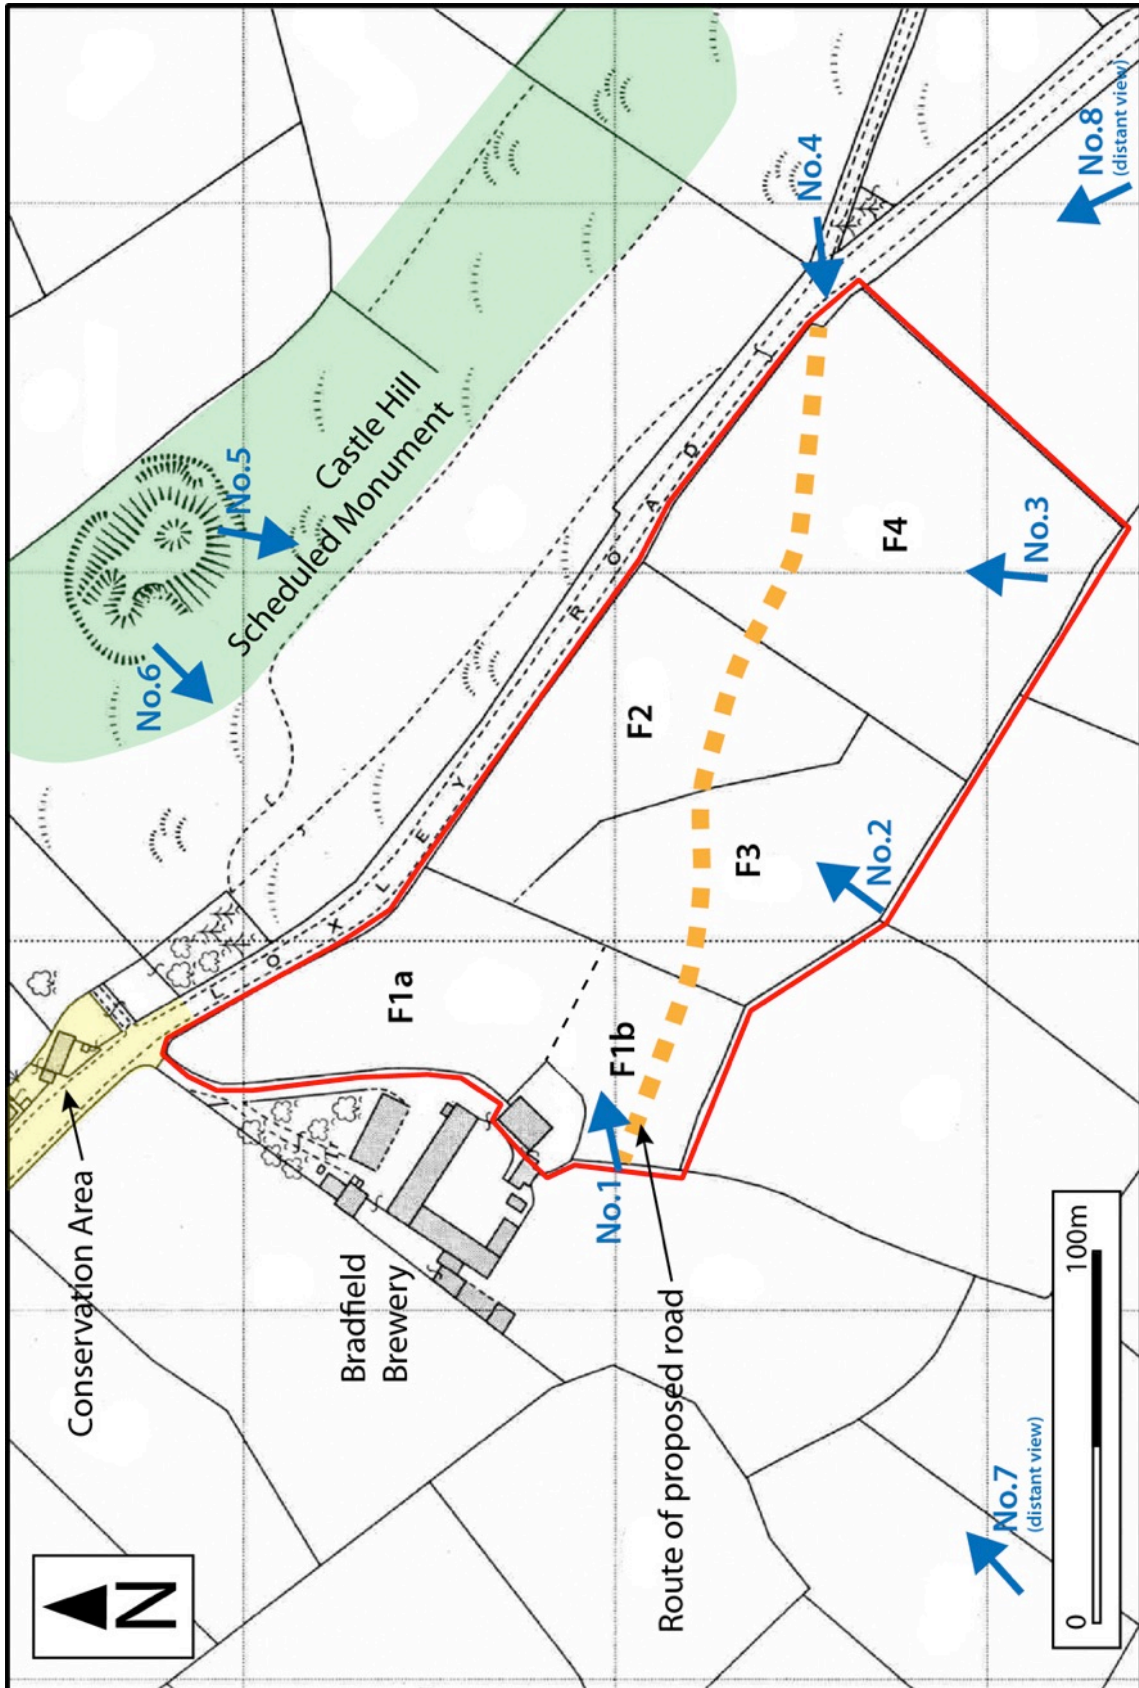 N
Conservation Area
No.6
No.5
Castle Hill
Scheduled Monument
Bradfield
Brewery
F1a
LOXLEY ROAD
No.1
F1b
F2
Route of proposed road
F3
No.4
No.2
F4
No.7
(distant view)
No.3
No.8
(distant view)
0 100m